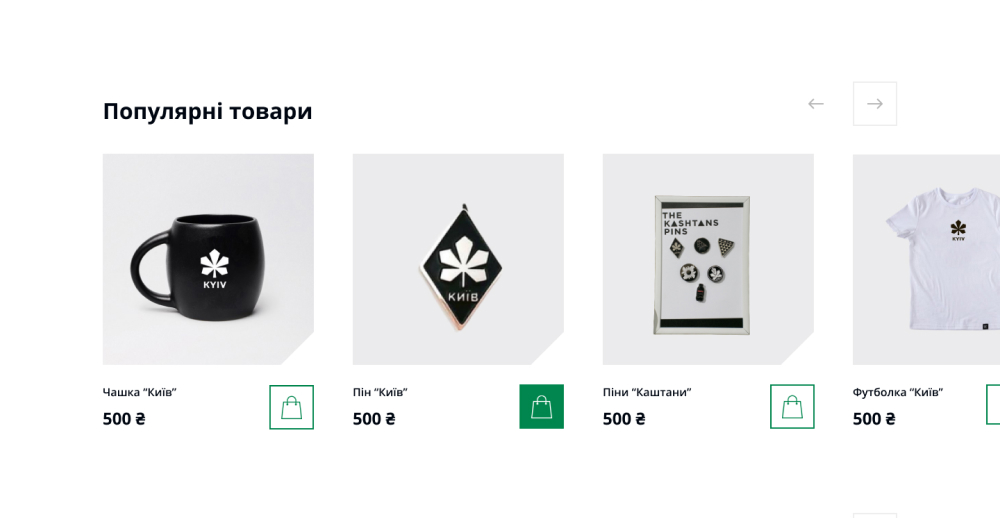 Популярні товари
KYIV
КИЇВ
THE
KASHTANS
PINS
KYIV
Чашка “Київ”
500 ₴
Пін “Київ”
500 ₴
Піни “Каштани”
500 ₴
Футболка “Київ”
500 ₴